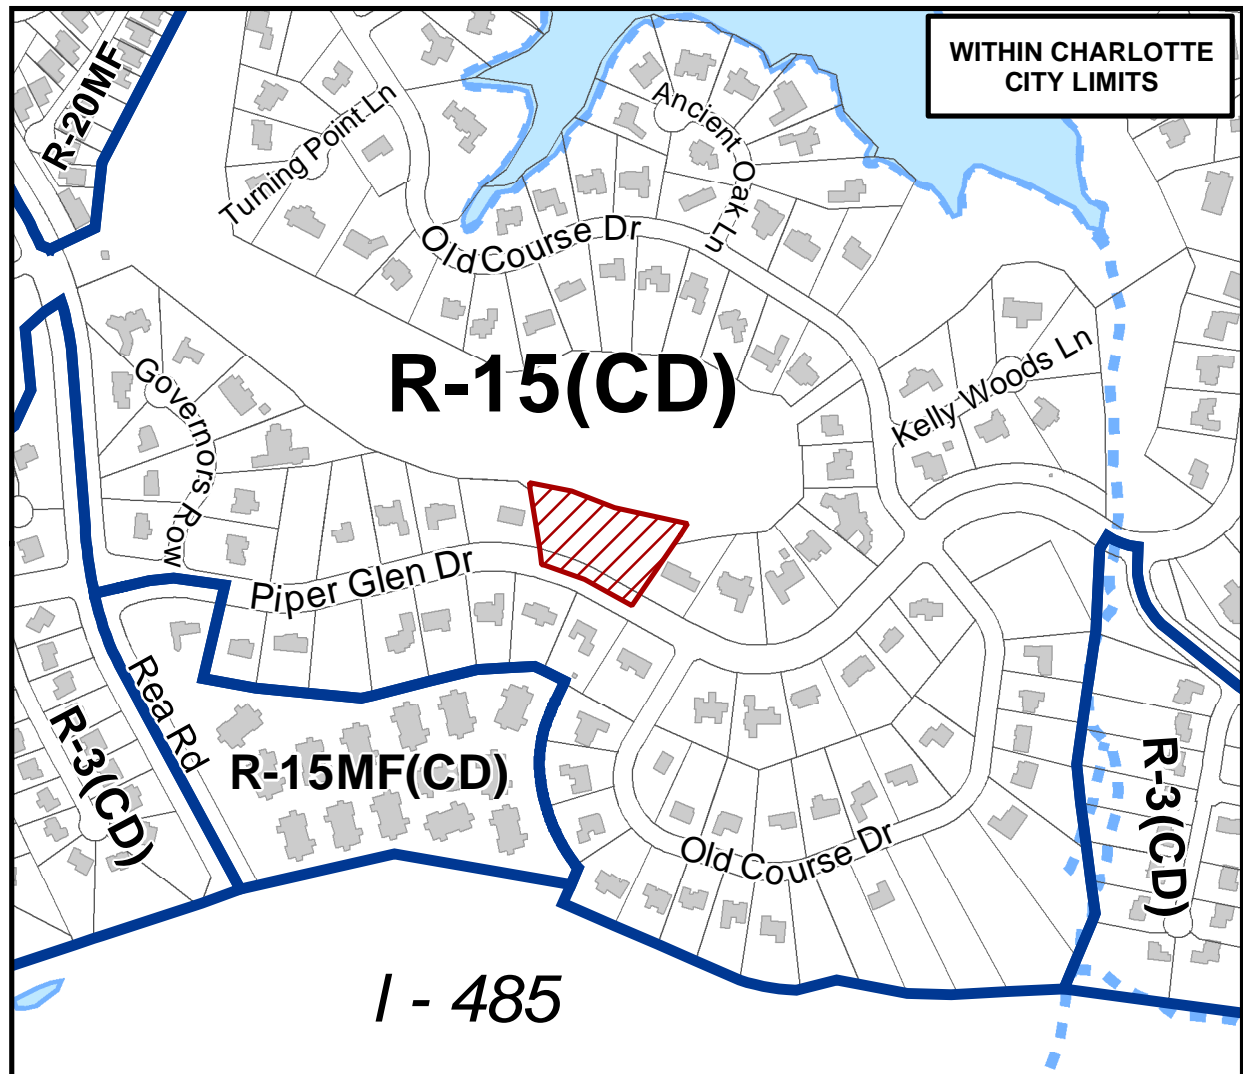 WITHIN CHARLOTTE
CITY LIMITS
R-20MF
Turning Point Ln
Ancient Oak Ln
Old Course Dr
R-15(CD)
Kelly Woods Ln
Governors Row
Piper Glen Dr
Rea Rd
R-3(CD)
R-15MF(CD)
R-3(CD)
Old Course Dr
I - 485